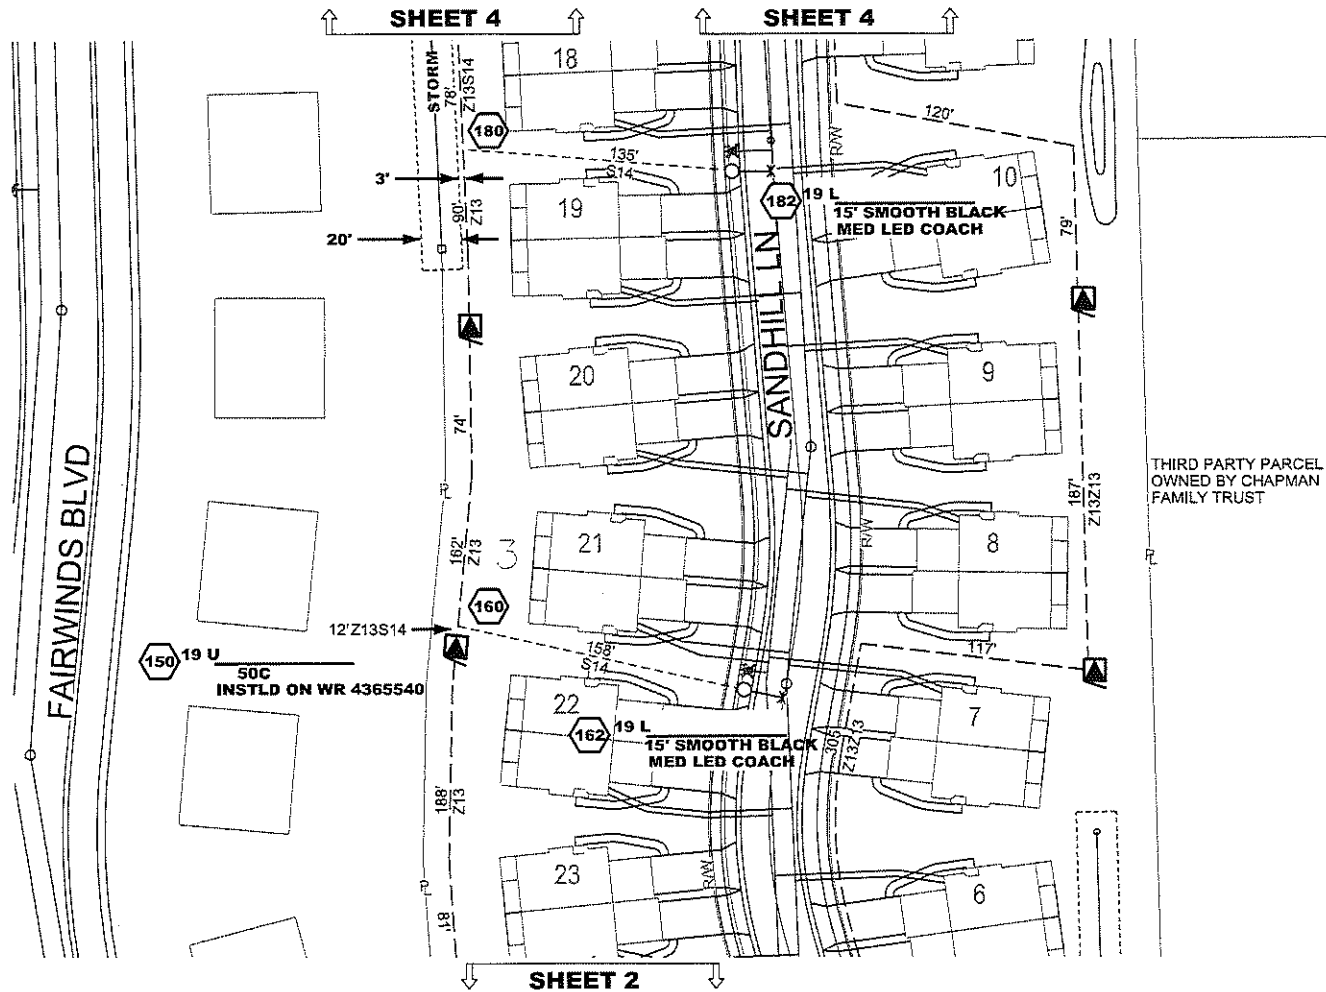 SHEET 4
SHEET 4
18
STORM
78'
Z13S14
180
135'
S14
3'
90'
Z13
20'
19
120'
R/W
10
182
19 L
15' SMOOTH BLACK
MED LED COACH
79'
SANDHILL LN
20
9
74'
PL
FAIRWINDS BLVD
THIRD PARTY PARCEL
OWNED BY CHAPMAN
FAMILY TRUST
187'
Z13Z13
162'
Z13
3
21
R/W
8
PL
160
12'Z13S14
158'
S14
117'
150
19 U
50C
INSTLD ON WR 4365540
22
162
19 L
15' SMOOTH BLACK
MED LED COACH
305'
Z13Z13
7
188'
Z13
23
R/W
PL
81'
6
SHEET 2